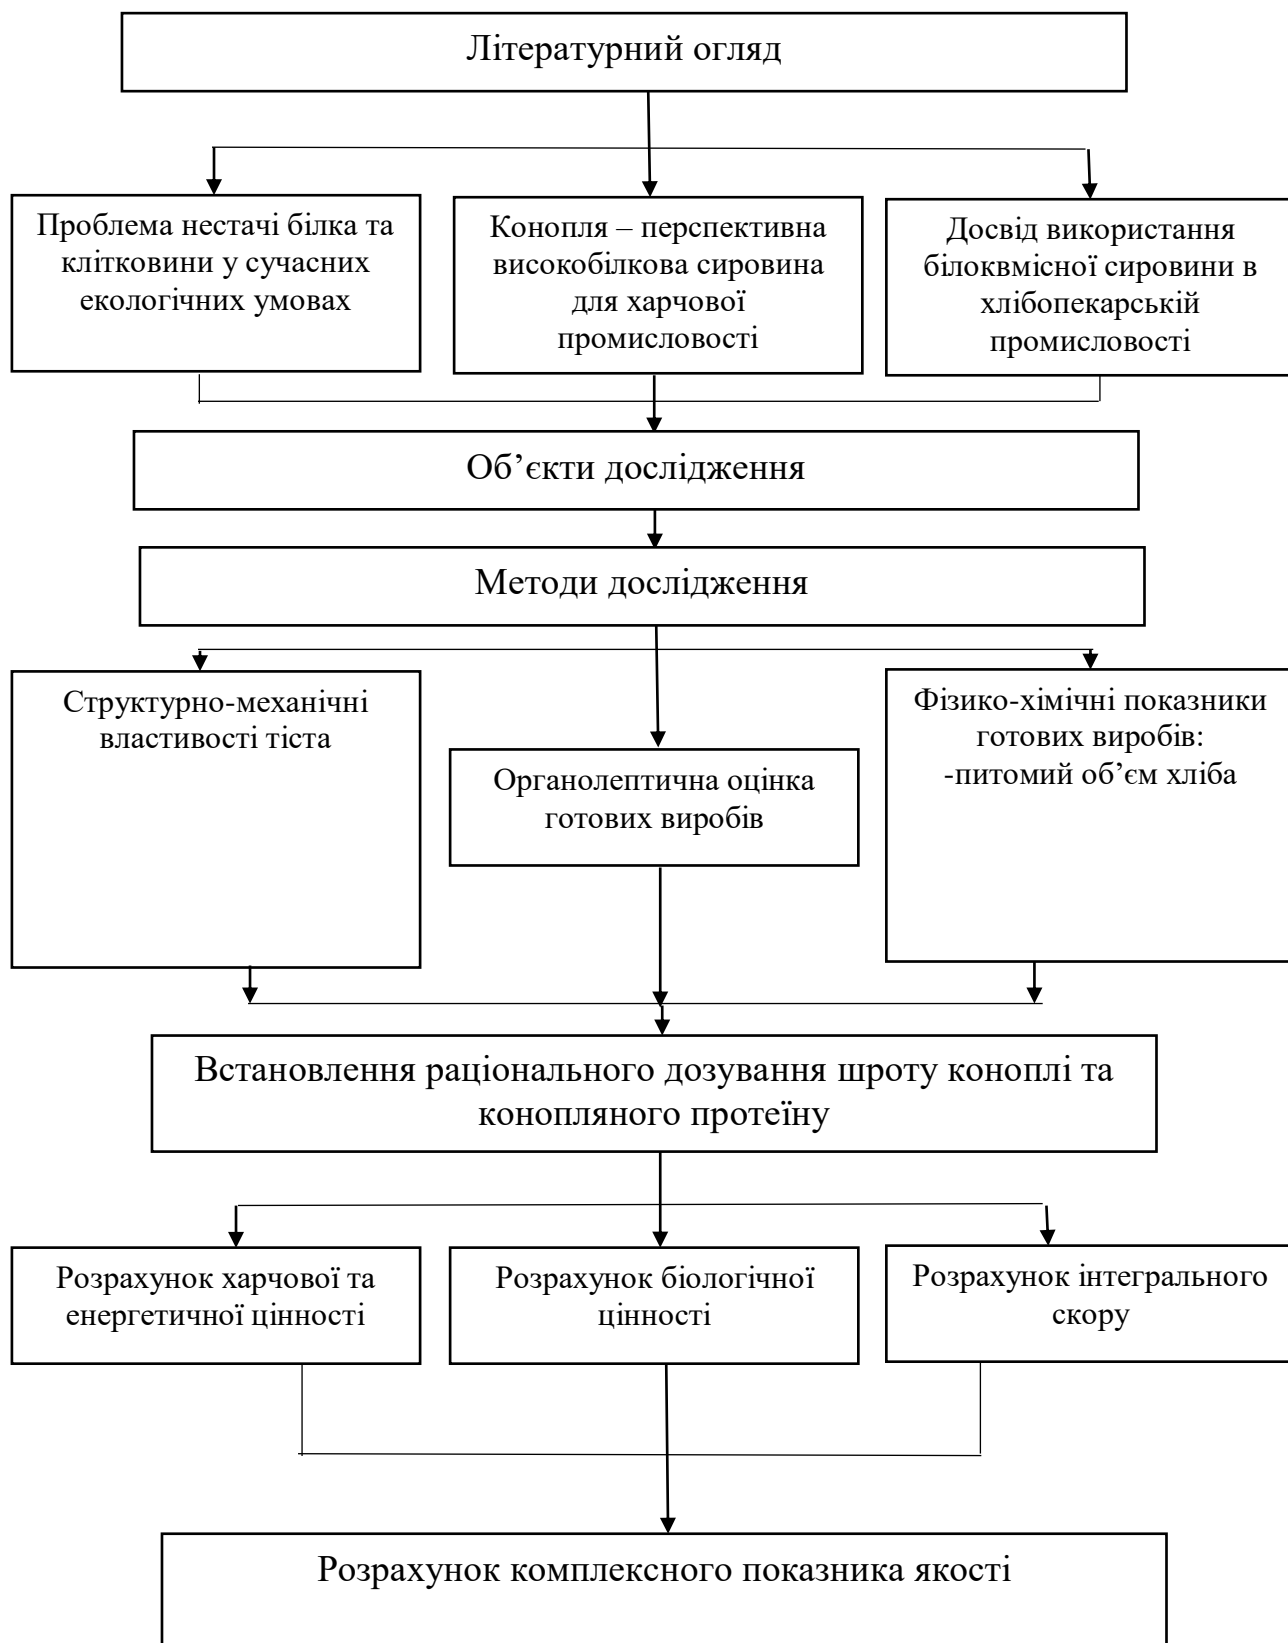 Літературний огляд
Проблема нестачі білка та
клітковини у сучасних
екологічних умовах
Конопля – перспективна
високобілкова сировина
для харчової
промисловості
Досвід використання
білоквмісної сировини в
хлібопекарській
промисловості
Об’єкти дослідження
Методи дослідження
Структурно-механічні
властивості тіста
Органолептична оцінка
готових виробів
Фізико-хімічні показники
готових виробів:
-питомий об’єм хліба
Встановлення раціонального дозування шроту коноплі та
конопляного протеїну
Розрахунок харчової та
енергетичної цінності
Розрахунок біологічної
цінності
Розрахунок інтегрального
скору
Розрахунок комплексного показника якості